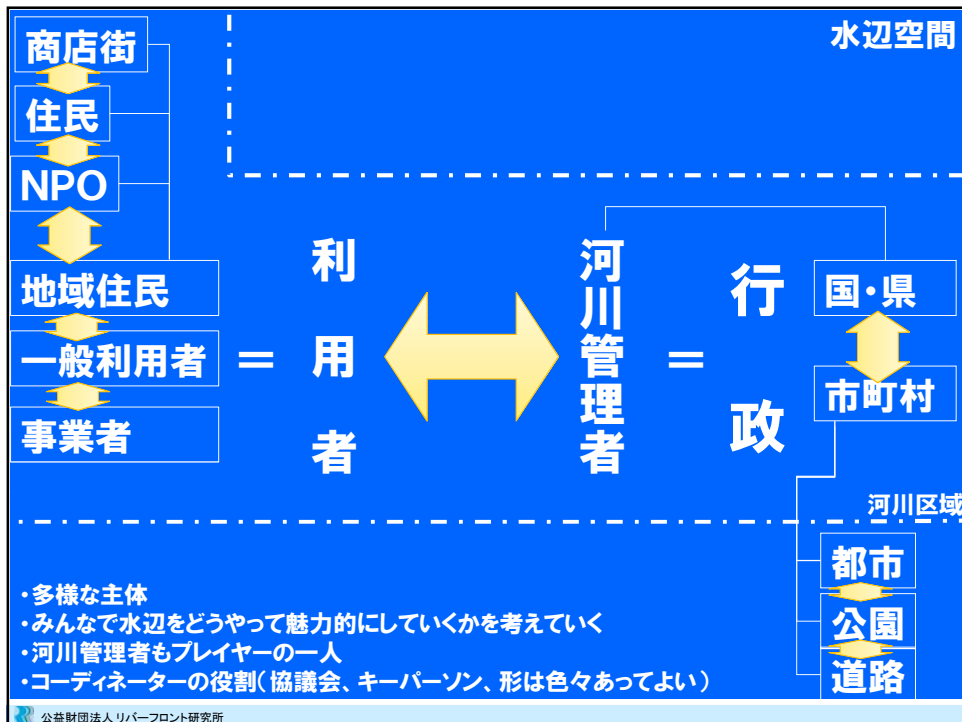 水辺空間
商店街
住民
NPO
地域住民
一般利用者
事業者
＝
利用者
河川管理者
＝
行政
国・県
市町村
河川区域
都市
公園
道路
・多様な主体
・みんなで水辺をどうやって魅力的にしていくかを考えていく
・河川管理者もプレイヤーの一人
・コーディネーターの役割（協議会、キーパーソン、形は色々あってよい）
公益財団法人 リバーフロント研究所